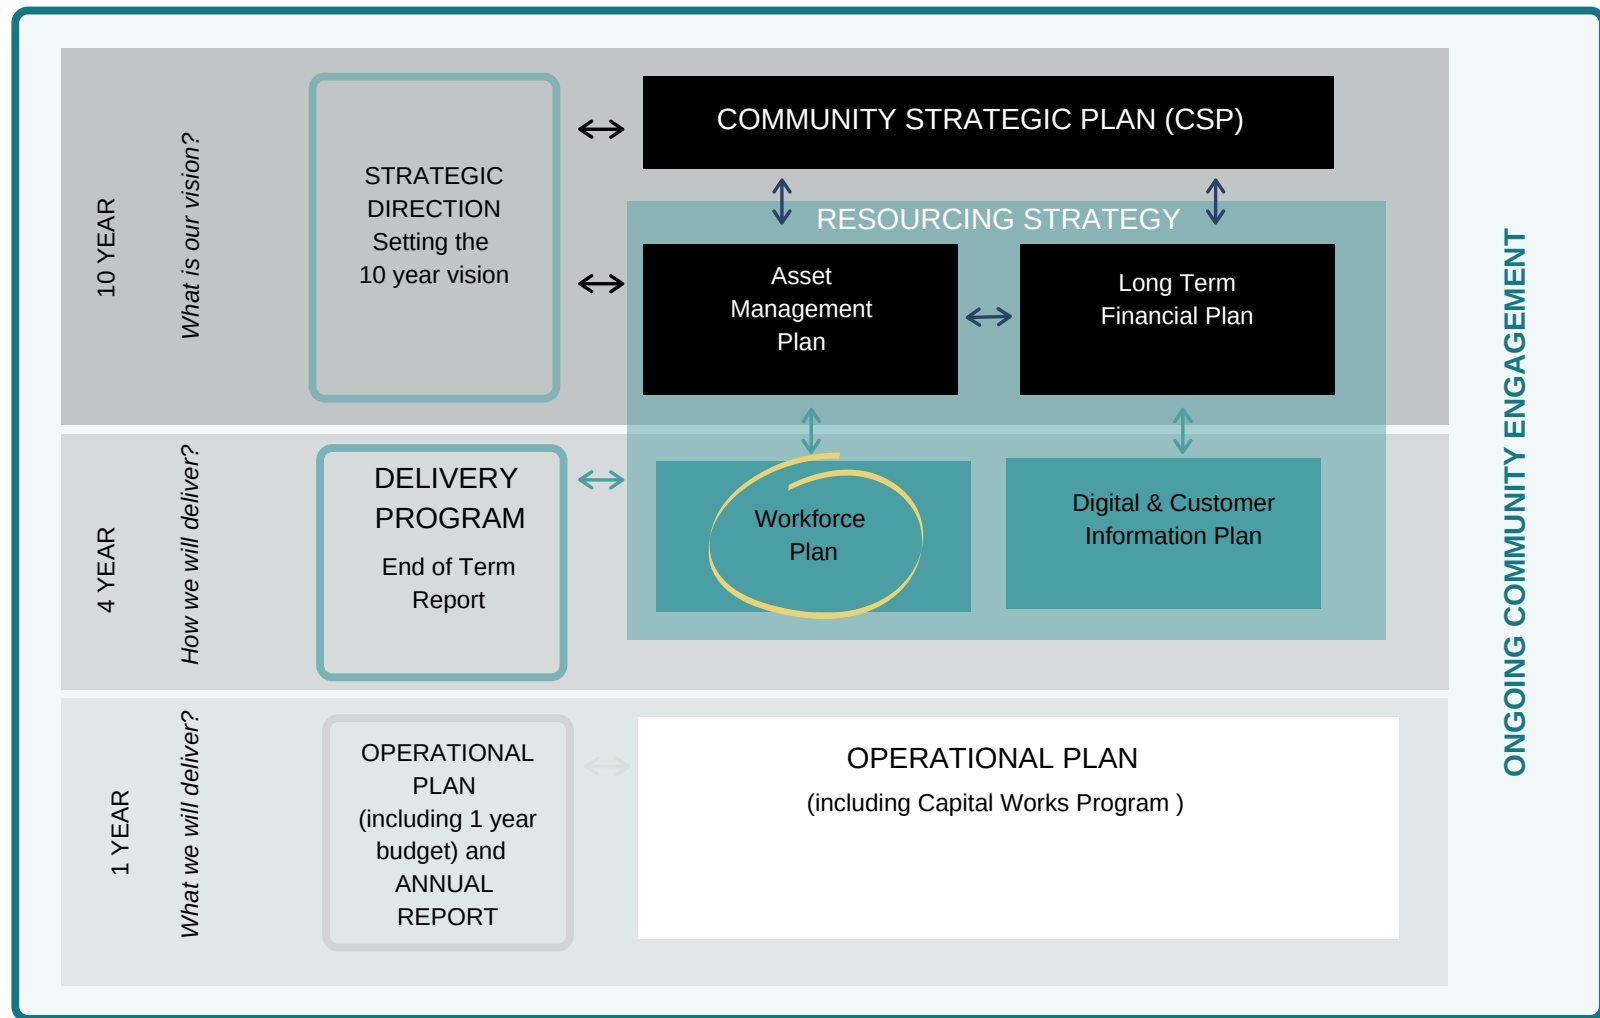 10 YEAR
What is our vision?
STRATEGIC
DIRECTION
Setting the
10 year vision
COMMUNITY STRATEGIC PLAN (CSP)
RESOURCING STRATEGY
Asset
Management
Plan
Long Term
Financial Plan
4 YEAR
How we will deliver?
DELIVERY
PROGRAM
End of Term
Report
Workforce
Plan
Digital & Customer
Information Plan
1 YEAR
What we will deliver?
OPERATIONAL
PLAN
(including 1 year
budget) and
ANNUAL
REPORT
OPERATIONAL PLAN
(including Capital Works Program )
ONGOING COMMUNITY ENGAGEMENT